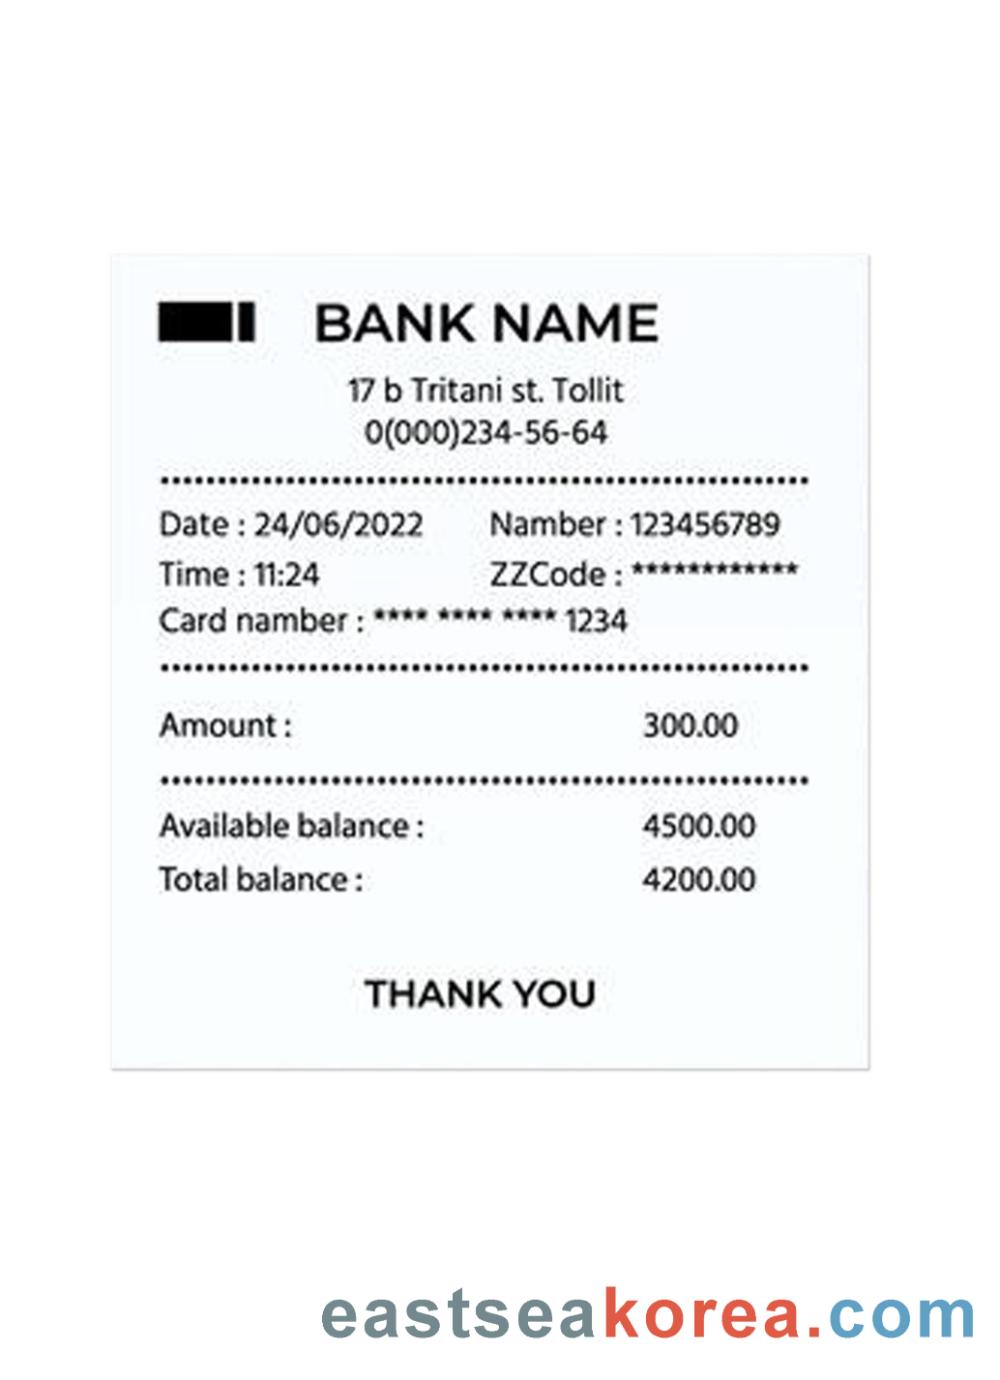 BANK NAME
17 b Tritani st. Tollit
0(000)234-56-64
Date : 24/06/2022 Namber : 123456789
Time : 11:24 ZZCode : ************
Card namber : **** **** **** 1234
Amount : 300.00
Available balance : 4500.00
Total balance : 4200.00
THANK YOU
eastseakorea.com